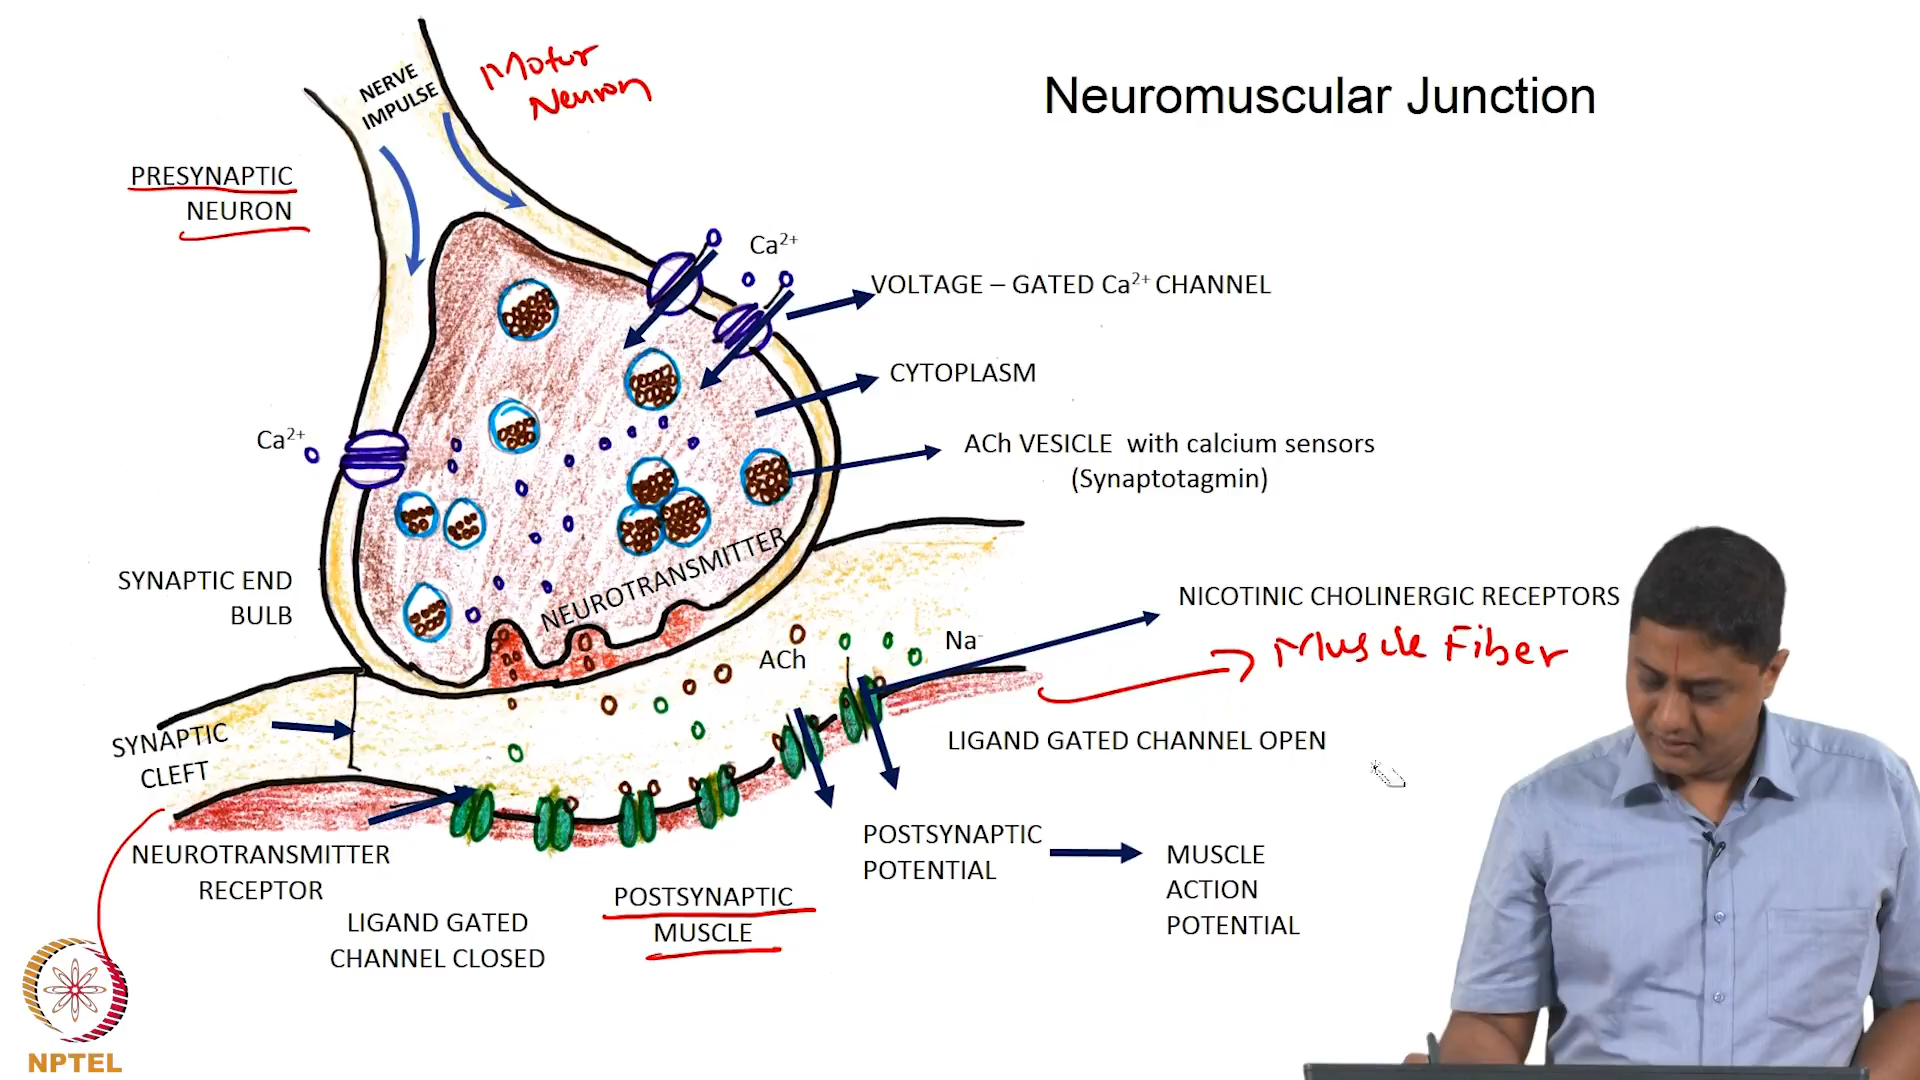 Neuromuscular Junction
NERVE
IMPULSE
Motor
Neuron
PRESYNAPTIC
NEURON
Ca2+
VOLTAGE – GATED Ca2+ CHANNEL
CYTOPLASM
Ca2+
ACh VESICLE with calcium sensors
(Synaptotagmin)
NEUROTRANSMITTER
SYNAPTIC END
BULB
NICOTINIC CHOLINERGIC RECEPTORS
Muscle Fiber
ACh
Na-
SYNAPTIC
CLEFT
LIGAND GATED CHANNEL OPEN
NEUROTRANSMITTER
RECEPTOR
POSTSYNAPTIC
POTENTIAL
MUSCLE
ACTION
POTENTIAL
POSTSYNAPTIC
MUSCLE
LIGAND GATED
CHANNEL CLOSED
NPTEL